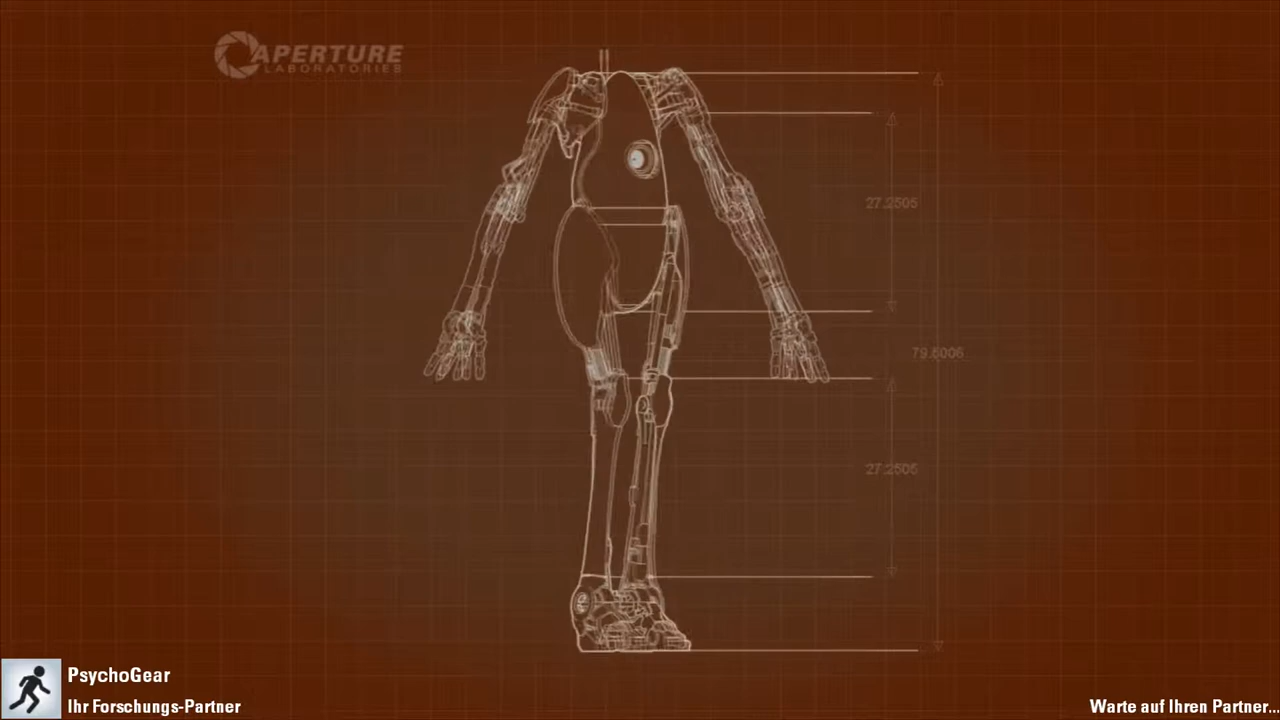 APERTURE
LABORATORIES
27.2505
79.6006
27.2505
PsychoGear
Ihr Forschungs-Partner
Warte auf Ihren Partner...